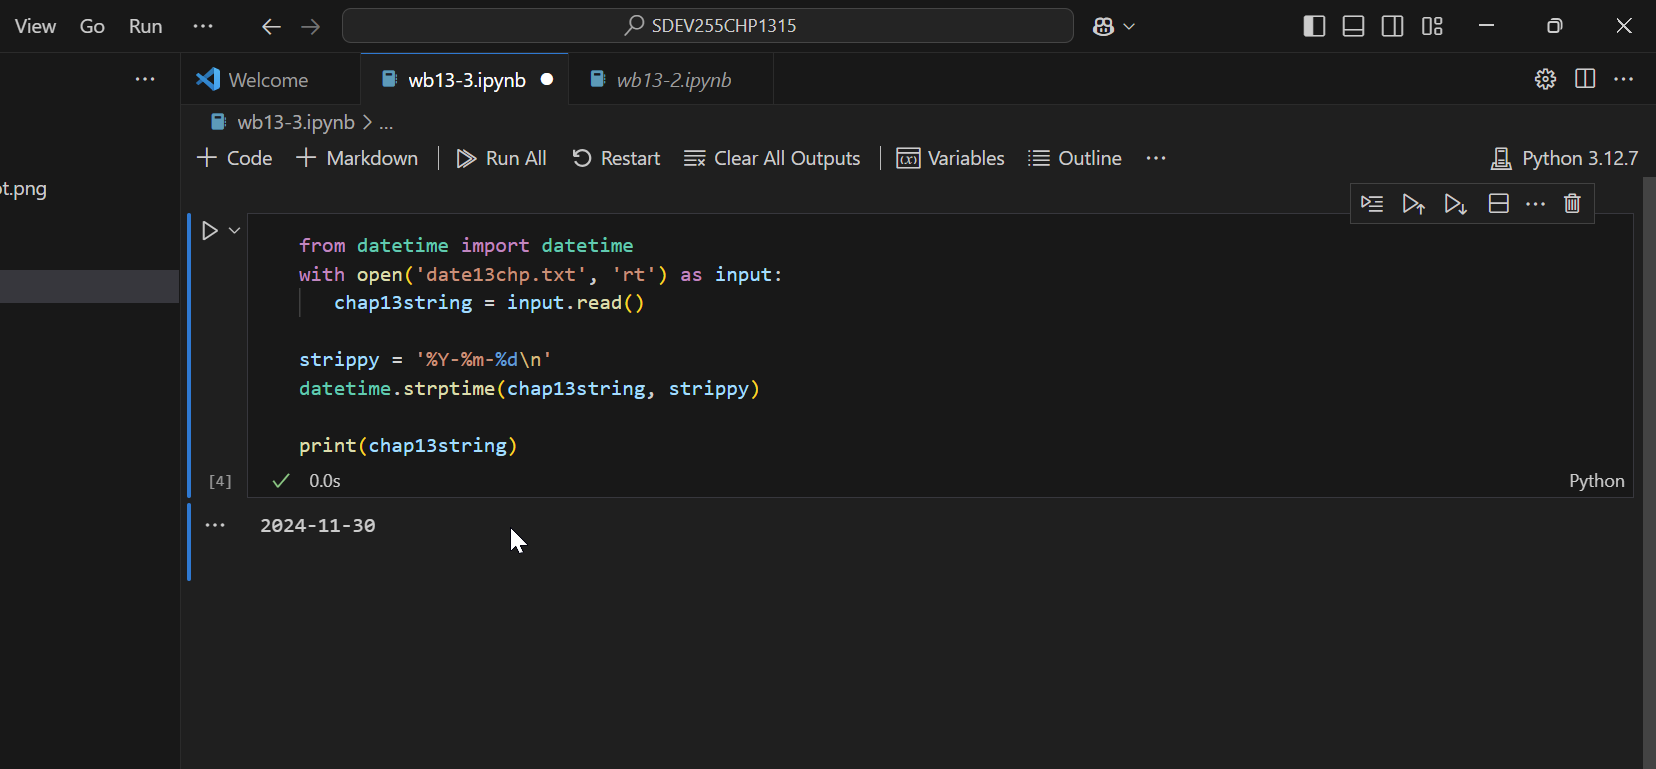 View Go Run ··· SDEV255CHP1315
··· Welcome wb13-3.ipynb wb13-2.ipynb ···
wb13-3.ipynb > ...
+ Code + Markdown Run All Restart Clear All Outputs Variables Outline ··· Python 3.12.7
t.png
from datetime import datetime
with open('date13chp.txt', 'rt') as input:
chap13string = input.read()
strippy = '%Y-%m-%d\n'
datetime.strptime(chap13string, strippy)
print(chap13string)
[4] 0.0s Python
··· 2024-11-30